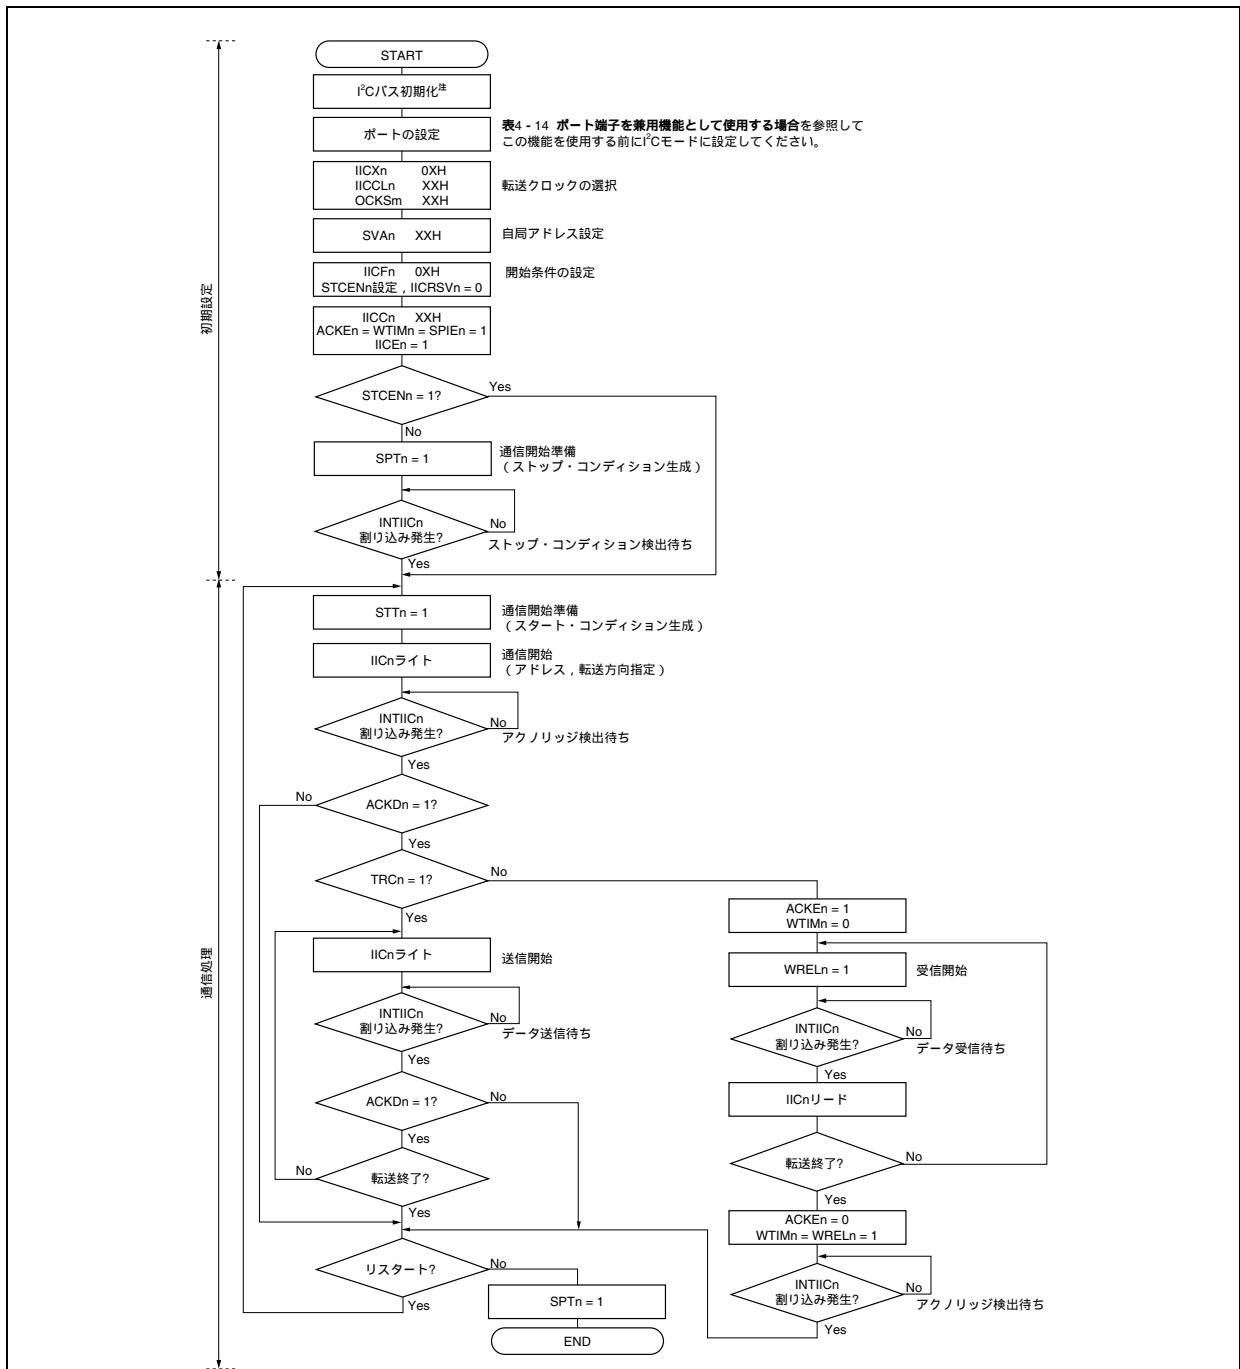 START
I²Cバス初期化注
ポートの設定
表4 - 14 ポート端子を兼用機能として使用する場合を参照して
この機能を使用する前にI²Cモードに設定してください。
IICXn 0XH
IICCLn XXH
OCKSm XXH
転送クロックの選択
SVAn XXH
自局アドレス設定
IICFn 0XH
STCENn設定，IICRSVn = 0
開始条件の設定
IICCn XXH
ACKEn = WTIMn = SPIEn = 1
IICEn = 1
初期設定
STCENn = 1?
Yes
No
SPTn = 1
通信開始準備
（ストップ・コンディション生成）
INTIICn
割り込み発生?
No
ストップ・コンディション検出待ち
Yes
STTn = 1
通信開始準備
（スタート・コンディション生成）
IICnライト
通信開始
（アドレス，転送方向指定）
INTIICn
割り込み発生?
No
アクノリッジ検出待ち
Yes
No
ACKDn = 1?
Yes
TRCn = 1?
No
Yes
通信処理
IICnライト
送信開始
INTIICn
割り込み発生?
No
データ送信待ち
Yes
ACKDn = 1?
No
Yes
No
転送終了?
Yes
リスタート?
No
Yes
SPTn = 1
END
ACKEn = 1
WTIMn = 0
WRELn = 1
受信開始
INTIICn
割り込み発生?
No
データ受信待ち
Yes
IICnリード
転送終了?
No
Yes
ACKEn = 0
WTIMn = WRELn = 1
INTIICn
割り込み発生?
No
アクノリッジ検出待ち
Yes